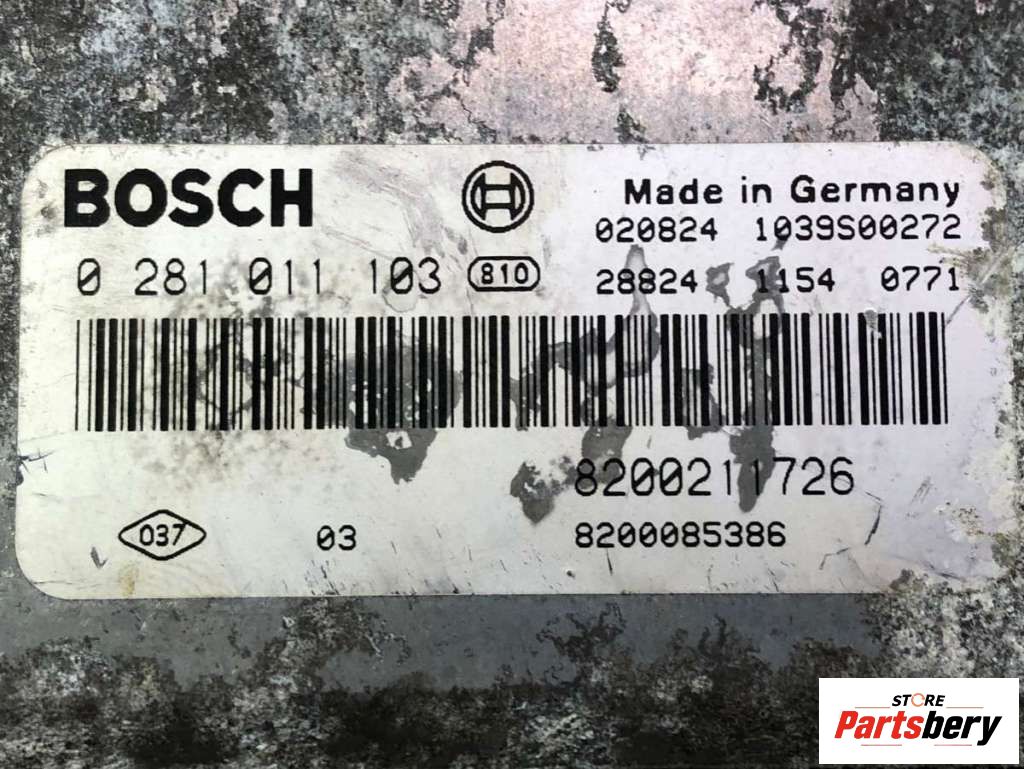 BOSCH
Made in Germany
020824 1039S00272
0 281 011 103 810
28824 1154 0771
8200211726
037 03 8200085386
STORE
Partsbery